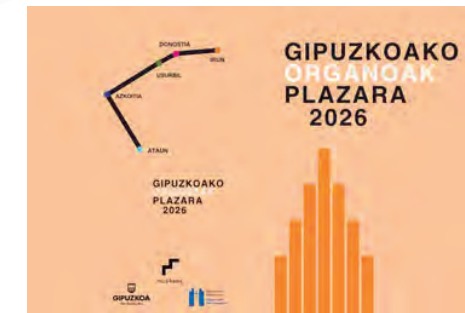 DONOSTIA
IRUN
USURBIL
AZKOITIA
ATAUN
GIPUZKOAKO
PLAZARA
2026
GIPUZKOA
GIPUZKOAKO
ORGANOAK
PLAZARA
2026